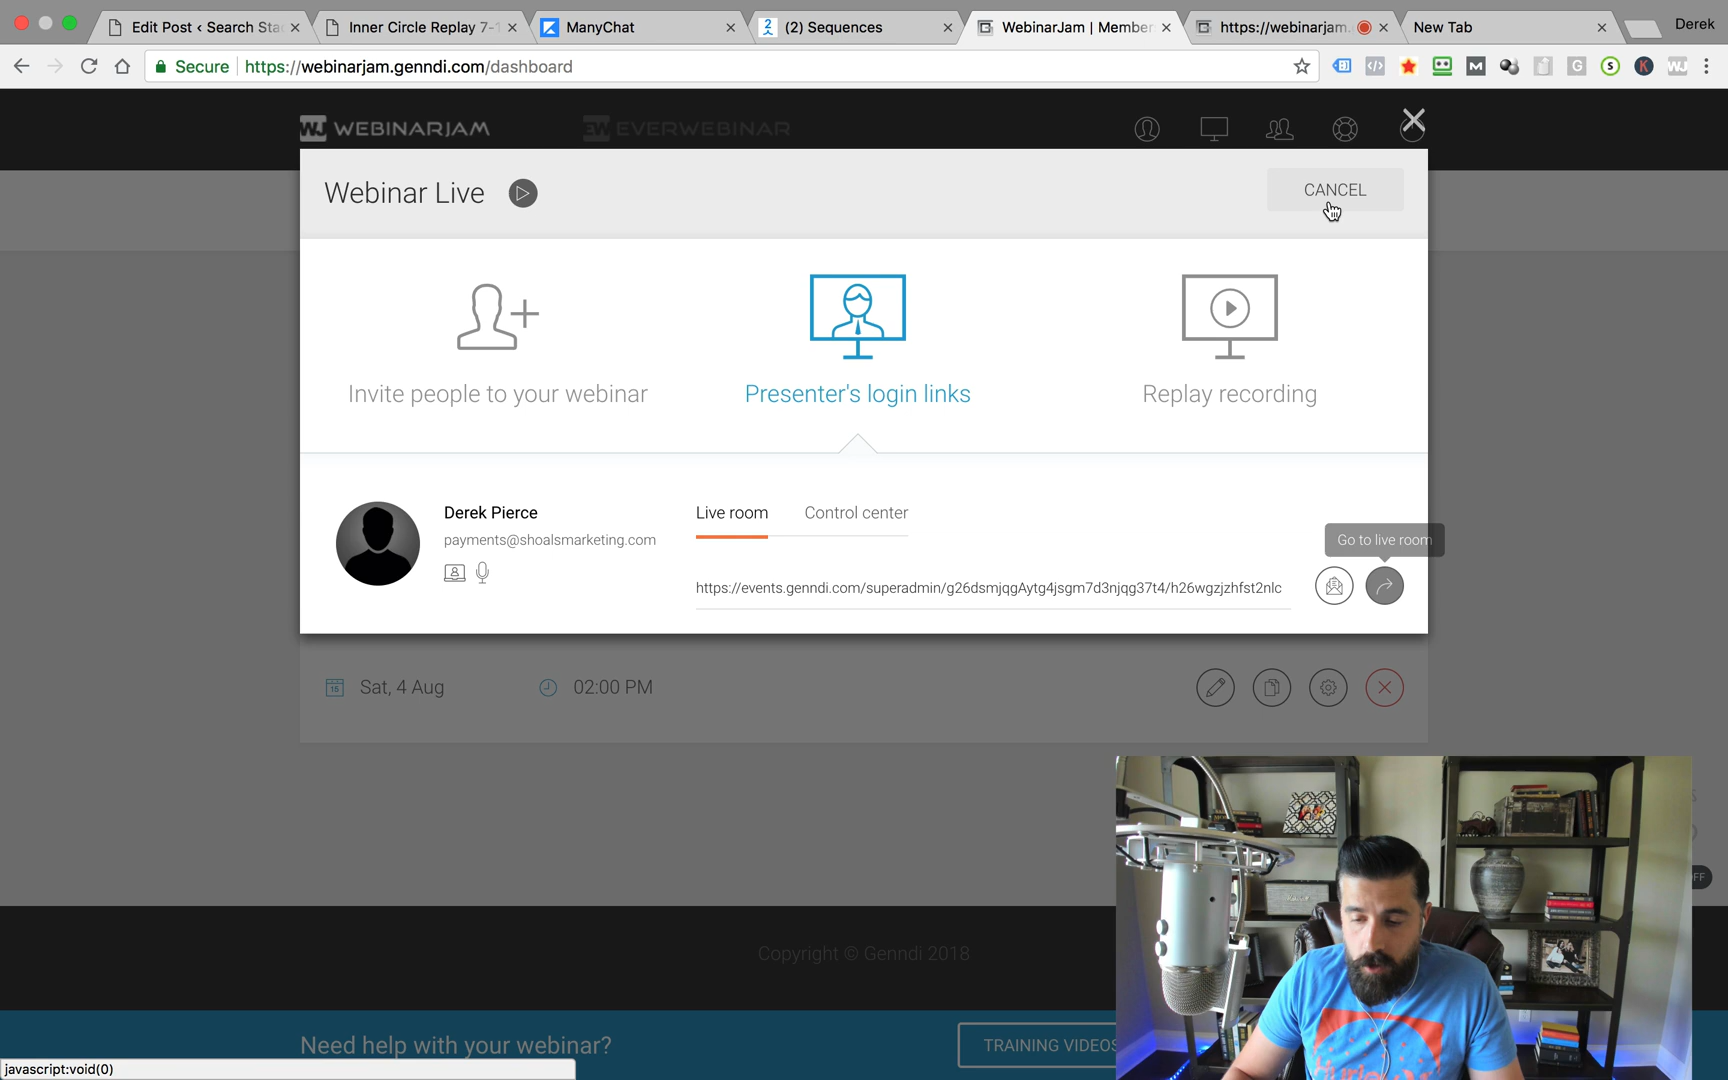 Edit Post ‹ Search Sta
Inner Circle Replay 7-1
ManyChat
(2) Sequences
WebinarJam | Member
https://webinarjam.
New Tab
Derek
Secure
https://webinarjam.genndi.com/dashboard
WJ WEBINARJAM
EW EVERWEBINAR
Webinar Live
CANCEL
Invite people to your webinar
Presenter's login links
Replay recording
Derek Pierce
payments@shoalsmarketing.com
Live room
Control center
Go to live room
https://events.genndi.com/superadmin/g26dsmjqgAytg4jsgm7d3njqg37t4/h26wgzjzhfst2nlc
Sat, 4 Aug
02:00 PM
Copyright © Genndi 2018
Need help with your webinar?
TRAINING VIDEOS
javascript:void(0)